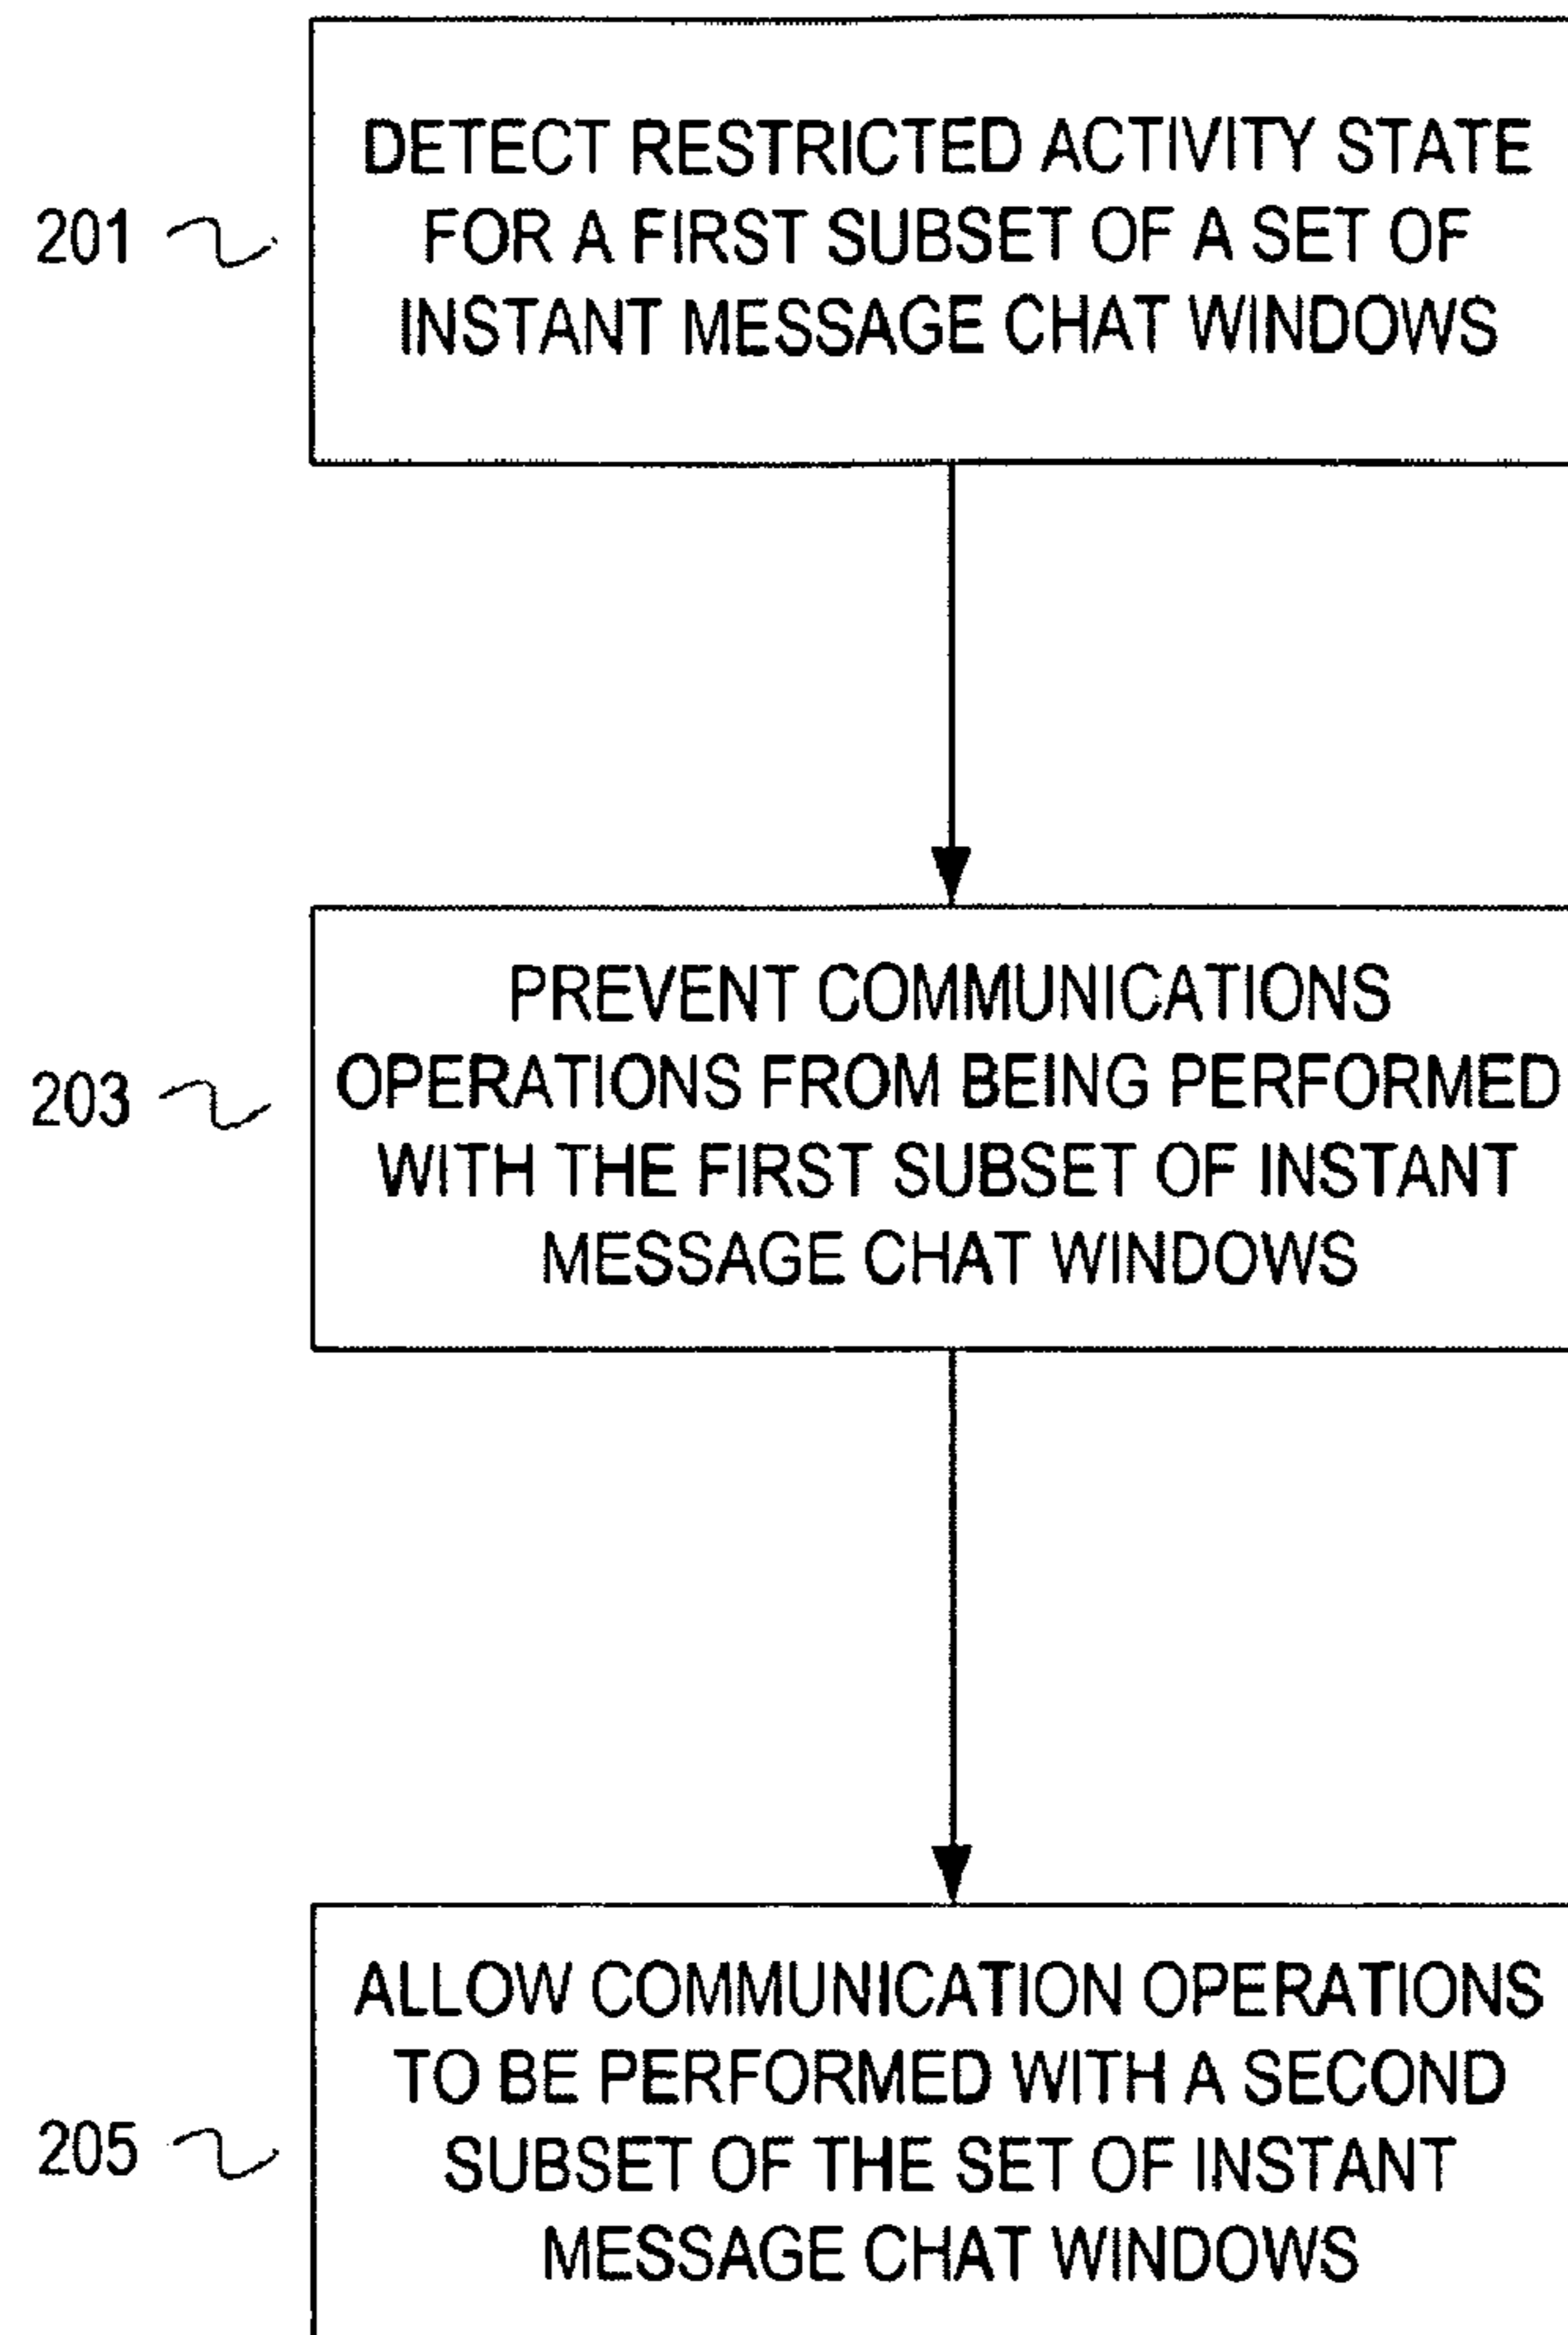 DETECT RESTRICTED ACTIVITY STATE
FOR A FIRST SUBSET OF A SET OF
INSTANT MESSAGE CHAT WINDOWS
201
PREVENT COMMUNICATIONS
OPERATIONS FROM BEING PERFORMED
WITH THE FIRST SUBSET OF INSTANT
MESSAGE CHAT WINDOWS
203
ALLOW COMMUNICATION OPERATIONS
TO BE PERFORMED WITH A SECOND
SUBSET OF THE SET OF INSTANT
MESSAGE CHAT WINDOWS
205